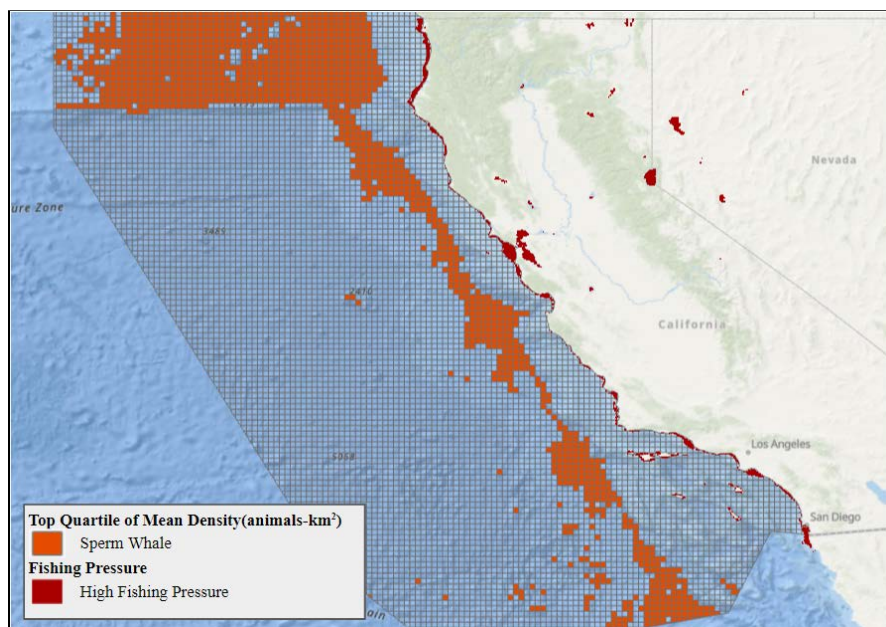 Nevada
ure Zone
3485
2410
California
5058
Los Angeles
San Diego
Top Quartile of Mean Density(animals-km²)
Sperm Whale
Fishing Pressure
High Fishing Pressure
ain